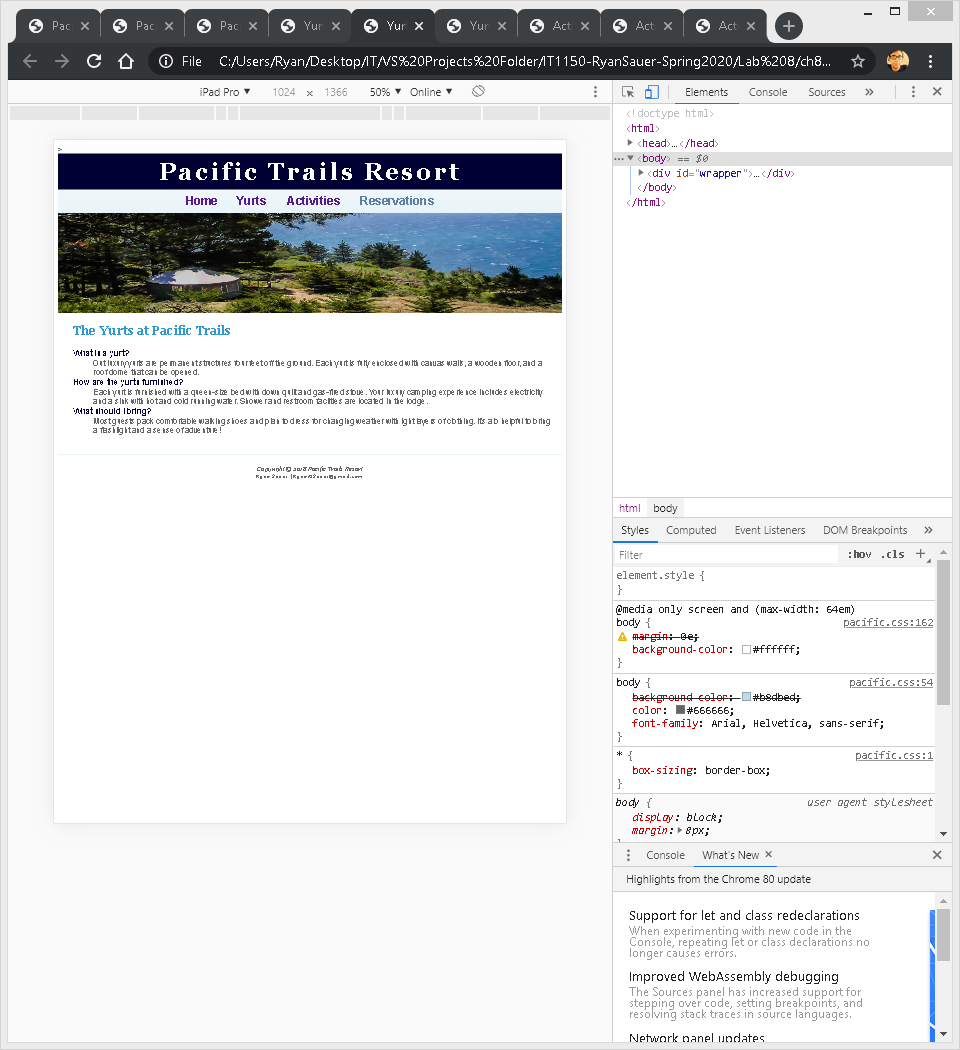 Pac
Pac
Pac
Yur
Yur
Yur
Act
Act
Act
File C:/Users/Ryan/Desktop/IT/VS%20Projects%20Folder/IT1150-RyanSauer-Spring2020/Lab%208/ch8...
iPad Pro ▼ 1024 x 1366 50% ▼ Online ▼
Elements Console Sources »
>
Pacific Trails Resort
Home Yurts Activities Reservations
The Yurts at Pacific Trails
What is a yurt?
Our luxury yurts are permanent structures four feet off the ground. Each yurt is fully enclosed with canvas walls, a wooden floor, and a
roof dome that can be opened.
How are the yurts furnished?
Each yurt is furnished with a queen-size bed with down quilt and gas-fired stove. Your luxury camping experience includes electricity
and a sink with hot and cold running water. Shower and restroom facilities are located in the lodge.
What should I bring?
Most guests pack comfortable walking shoes and plan to dress for changing weather with light layers of clothing. It's also helpful to bring
a flashlight and a sense of adventure!
Copyright © 2018 Pacific Trails Resort
<!doctype html>
<html>
<head>…</head>
<body> == $0
<div id="wrapper">…</div>
</body>
</html>
html body
Styles Computed Event Listeners DOM Breakpoints »
Filter :hov .cls +
element.style {
}
@media only screen and (max-width: 64em)
body { pacific.css:162
margin: 0e;
background-color: #ffffff;
}
body { pacific.css:54
background-color: #b8dbed;
color: #666666;
font-family: Arial, Helvetica, sans-serif;
}
* { pacific.css:1
box-sizing: border-box;
}
body { user agent stylesheet
display: block;
margin: 8px;
Console What's New
Highlights from the Chrome 80 update
Support for let and class redeclarations
When experimenting with new code in the
Console, repeating let or class declarations no
longer causes errors.
Improved WebAssembly debugging
The Sources panel has increased support for
stepping over code, setting breakpoints, and
resolving stack traces in source languages.
Network panel updates